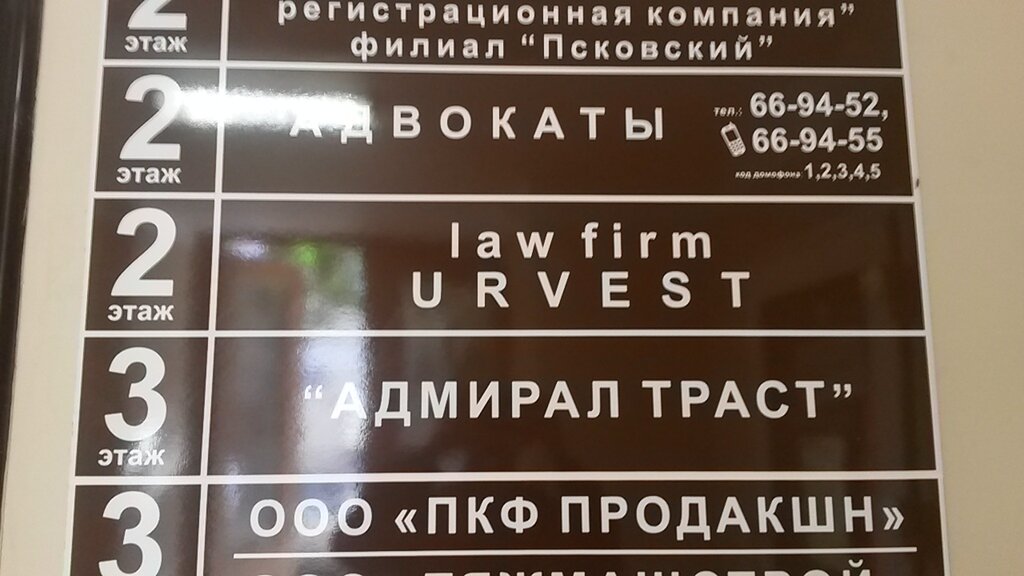 2
этаж
регистрационная компания”
филиал “Псковский”
2
этаж
АДВОКАТЫ
тел.: 66-94-52,
66-94-55
код домофона 1,2,3,4,5
2
этаж
law firm
URVEST
3
этаж
“АДМИРАЛ ТРАСТ”
3
ООО «ПКФ ПРОДАКШН»